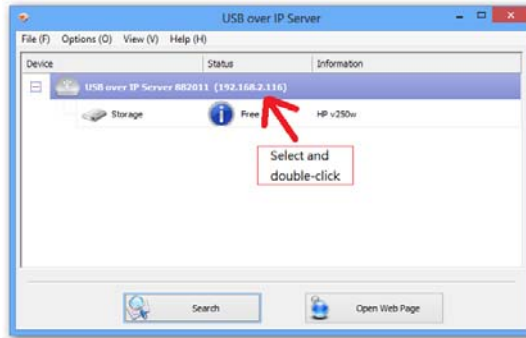 USB over IP Server
File (F) Options (O) View (V) Help (H)
Device Status Information
USB over IP Server 882011 (192.168.2.116)
Storage Free HP v250w
Select and
double-click
Search Open Web Page